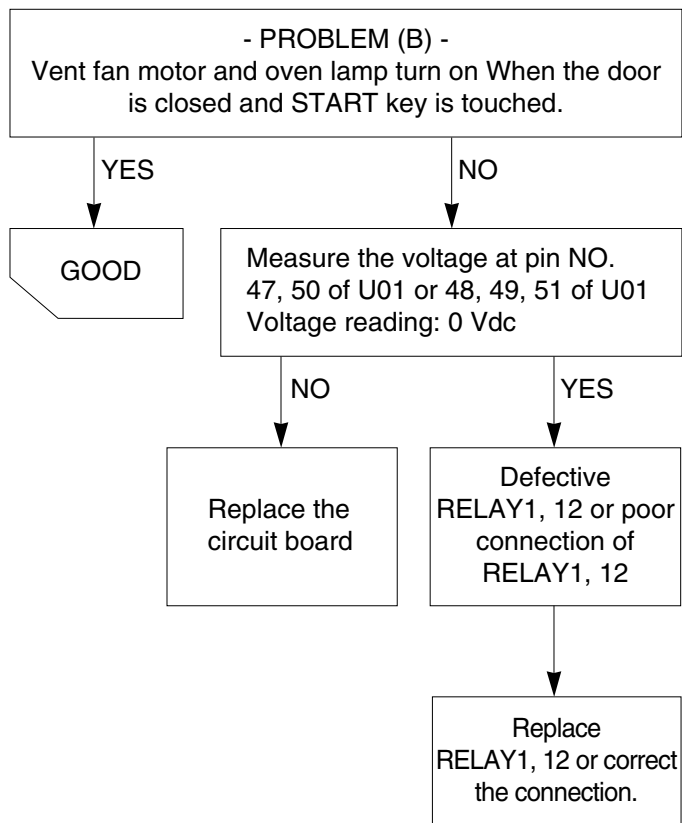 - PROBLEM (B) -
Vent fan motor and oven lamp turn on When the door
is closed and START key is touched.
YES
NO
GOOD
Measure the voltage at pin NO.
47, 50 of U01 or 48, 49, 51 of U01
Voltage reading: 0 Vdc
NO
YES
Replace the
circuit board
Defective
RELAY1, 12 or poor
connection of
RELAY1, 12
Replace
RELAY1, 12 or correct
the connection.